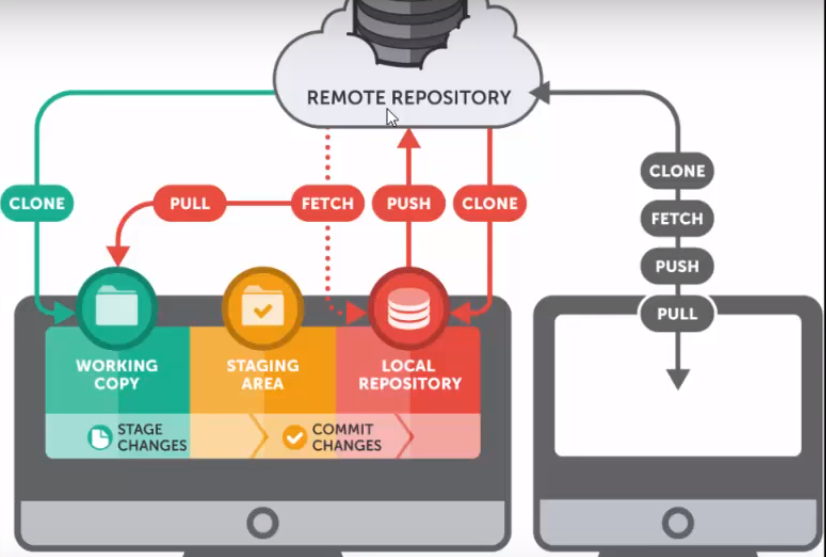 REMOTE REPOSITORY
CLONE
PULL
FETCH
PUSH
CLONE
CLONE
FETCH
PUSH
PULL
WORKING
COPY
STAGING
AREA
LOCAL
REPOSITORY
STAGE
CHANGES
COMMIT
CHANGES